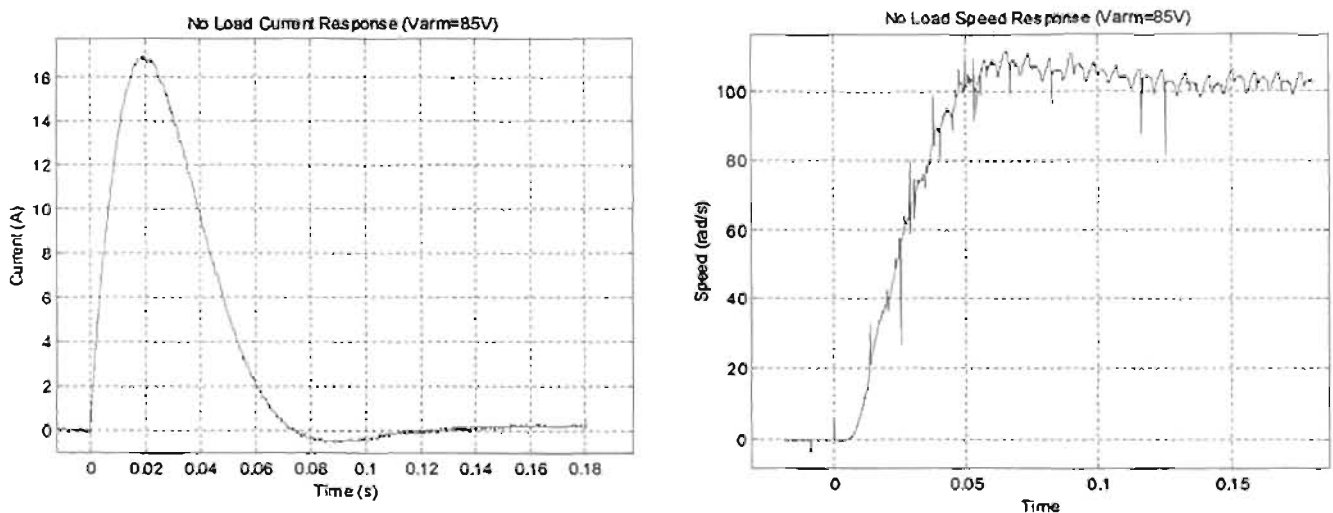 No Load Current Response (Varm=85V)
16
14
12
10
8
6
4
2
0
Current (A)
0 0.02 0.04 0.06 0.08 0.1 0.12 0.14 0.16 0.18
Time (s)
No Load Speed Response (Varm=85V)
100
80
60
40
20
0
Speed (rad/s)
0 0.05 0.1 0.15
Time